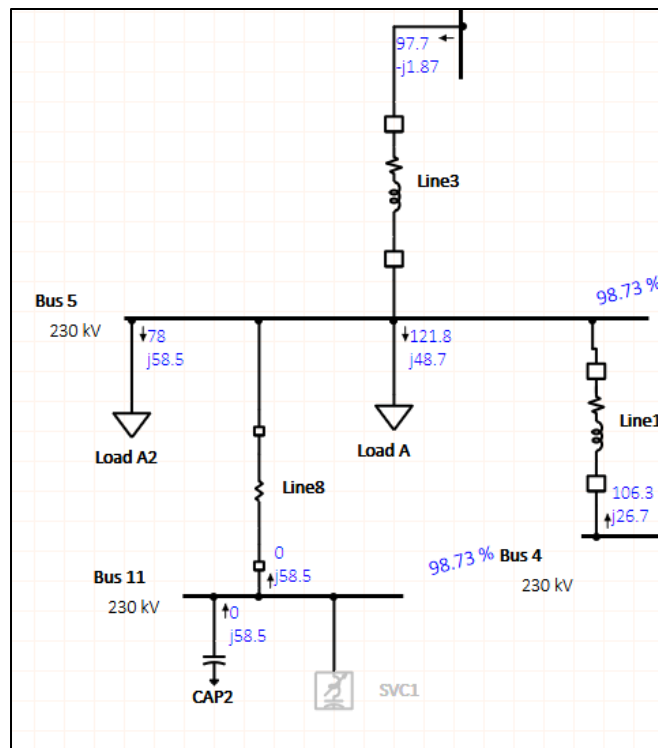 97.7
-j1.87
Line3
98.73 %
Bus 5
230 kV
78
j58.5
121.8
j48.7
Load A2
Load A
Line1
Line8
106.3
j26.7
0
j58.5
98.73 %
Bus 4
230 kV
Bus 11
230 kV
0
j58.5
CAP2
SVC1